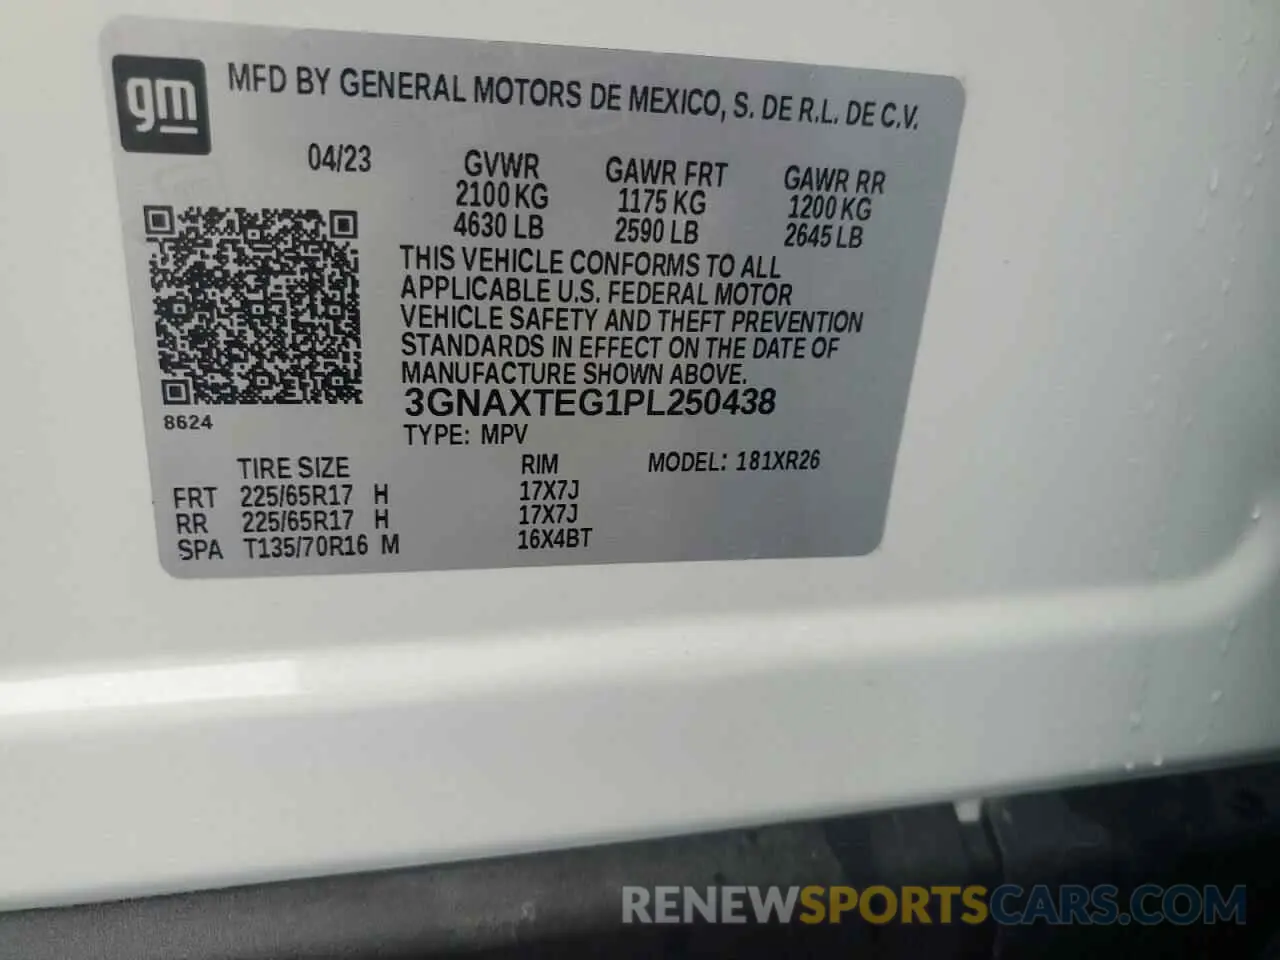 gm
MFD BY GENERAL MOTORS DE MEXICO, S. DE R.L. DE C.V.
04/23 GVWR GAWR FRT GAWR RR
2100 KG 1175 KG 1200 KG
4630 LB 2590 LB 2645 LB
THIS VEHICLE CONFORMS TO ALL
APPLICABLE U.S. FEDERAL MOTOR
VEHICLE SAFETY AND THEFT PREVENTION
STANDARDS IN EFFECT ON THE DATE OF
MANUFACTURE SHOWN ABOVE.
3GNAXTEG1PL250438
8624
TYPE: MPV
TIRE SIZE RIM MODEL: 181XR26
FRT 225/65R17 H 17X7J
RR 225/65R17 H 17X7J
SPA T135/70R16 M 16X4BT
RENEWSPORTSCARS.COM